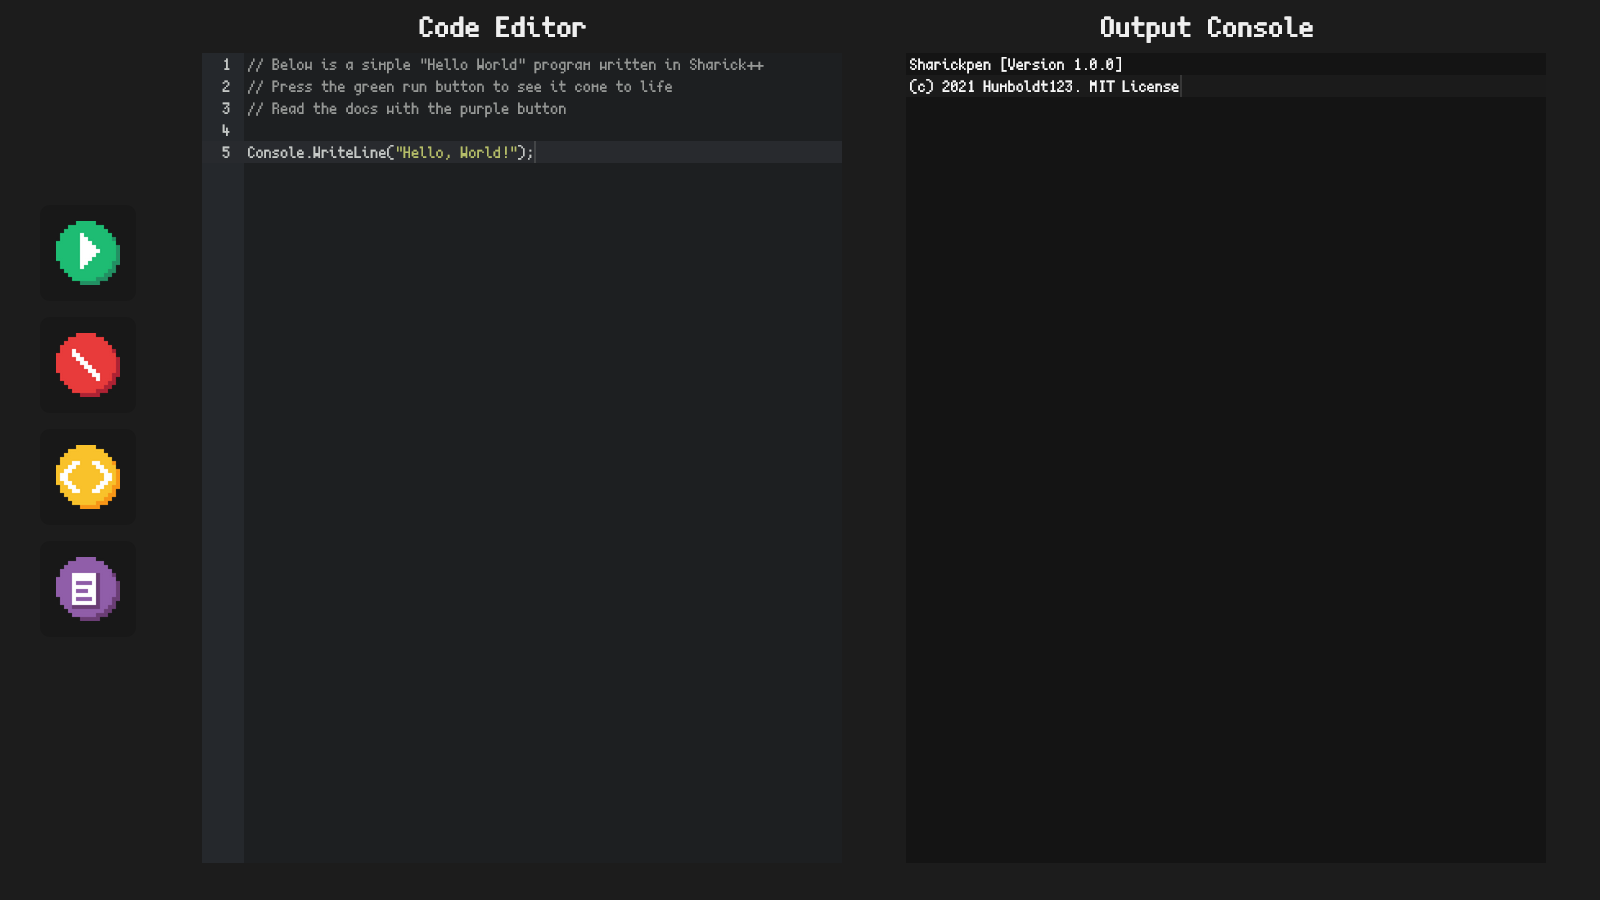 Code Editor
1 // Below is a simple "Hello World" program written in Sharick++
2 // Press the green run button to see it come to life
3 // Read the docs with the purple button
4
5 Console.WriteLine("Hello, World!");
Output Console
Sharickpen [Version 1.0.0]
(c) 2021 Humboldt123. MIT License